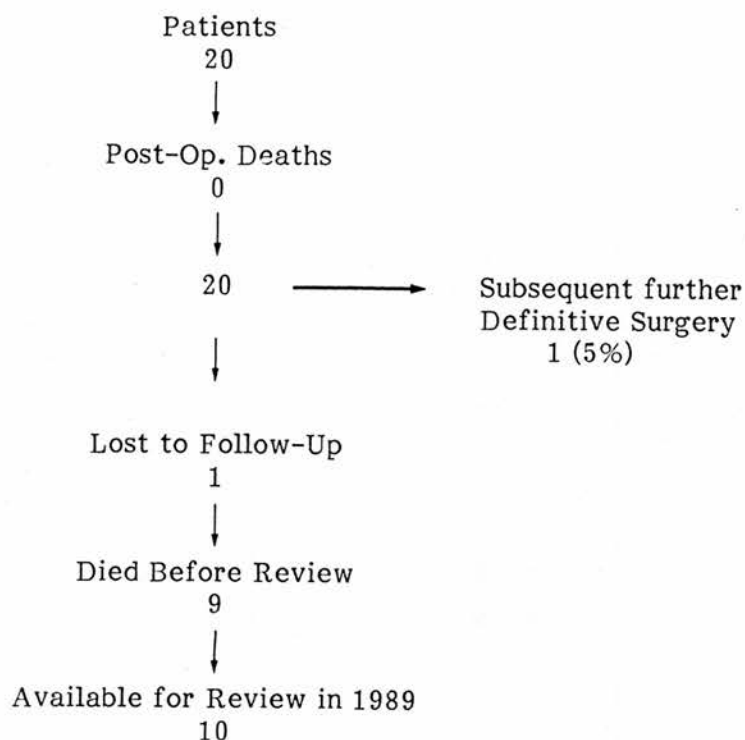 Patients
20
Post-Op. Deaths
0
20
Subsequent further
Definitive Surgery
1 (5%)
Lost to Follow-Up
1
Died Before Review
9
Available for Review in 1989
10